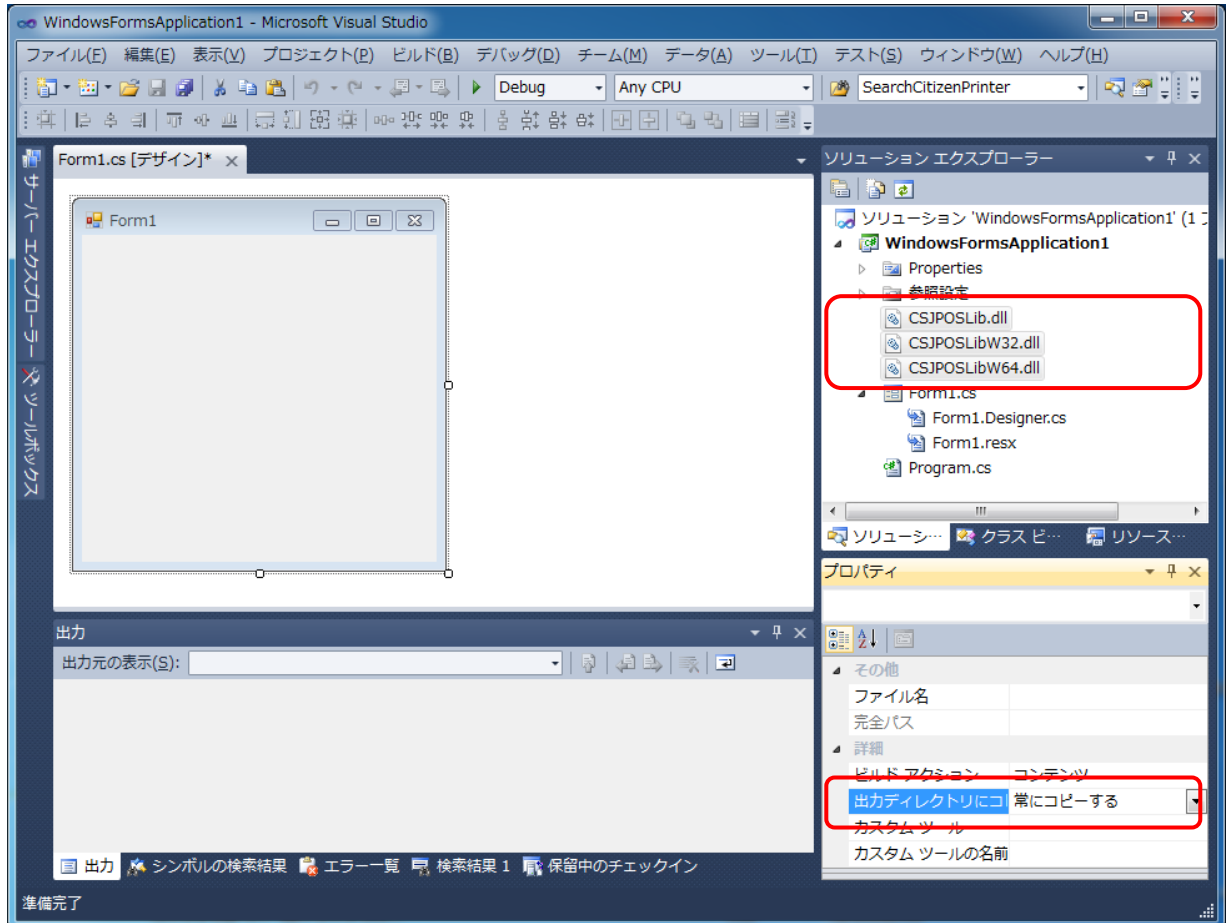 WindowsFormsApplication1 - Microsoft Visual Studio
ファイル(F) 編集(E) 表示(V) プロジェクト(P) ビルド(B) デバッグ(D) チーム(M) データ(A) ツール(T) テスト(S) ウィンドウ(W) ヘルプ(H)
Debug Any CPU SearchCitizenPrinter
サーバー エクスプローラー
ツールボックス
Form1.cs [デザイン]*
Form1
ソリューション エクスプローラー
ソリューション 'WindowsFormsApplication1' (1
WindowsFormsApplication1
Properties
参照設定
CSJPOSLib.dll
CSJPOSLibW32.dll
CSJPOSLibW64.dll
Form1.cs
Form1.Designer.cs
Form1.resx
Program.cs
ソリューシ… クラス ビ… リソース…
プロパティ
その他
ファイル名
完全パス
詳細
ビルド アクション コンテンツ
出力ディレクトリにコ 常にコピーする
カスタム ツール
カスタム ツールの名前
出力
出力元の表示(S):
出力 シンボルの検索結果 エラー一覧 検索結果 1 保留中のチェックイン
準備完了